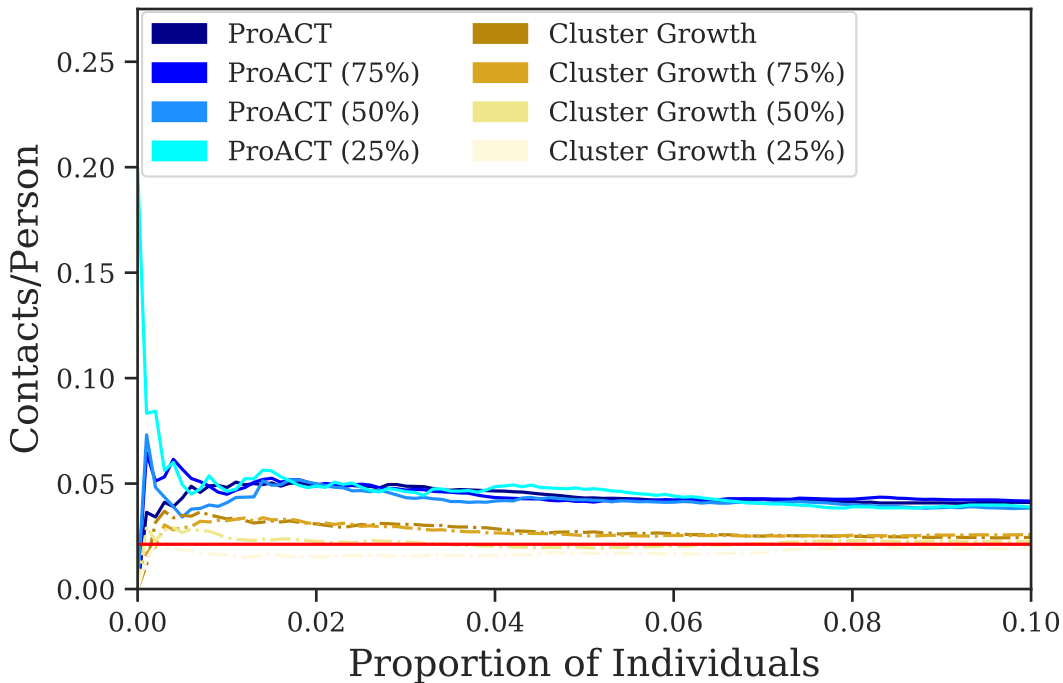 ProACT
ProACT (75%)
ProACT (50%)
ProACT (25%)
Cluster Growth
Cluster Growth (75%)
Cluster Growth (50%)
Cluster Growth (25%)
Contacts/Person
0.25
0.20
0.15
0.10
0.05
0.00
0.00 0.02 0.04 0.06 0.08 0.10
Proportion of Individuals